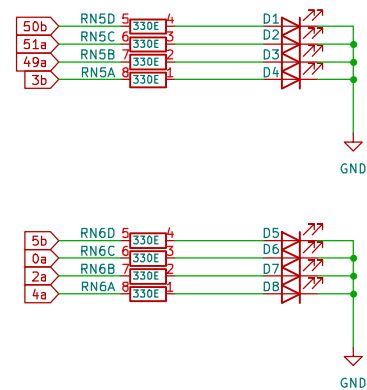 50b RN5D 5 330E 4 D1
51a RN5C 6 330E 3 D2
49a RN5B 7 330E 2 D3
3b RN5A 8 330E 1 D4
GND
5b RN6D 5 330E 4 D5
0a RN6C 6 330E 3 D6
2a RN6B 7 330E 2 D7
4a RN6A 8 330E 1 D8
GND